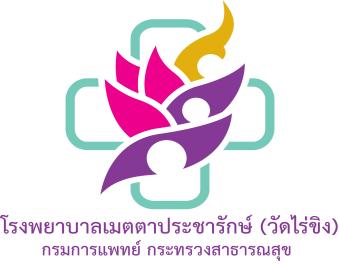 โรงพยาบาลเมตตาประชารักษ์ (วัดไร่ขิง)
กรมการแพทย์ กระทรวงสาธารณสุข